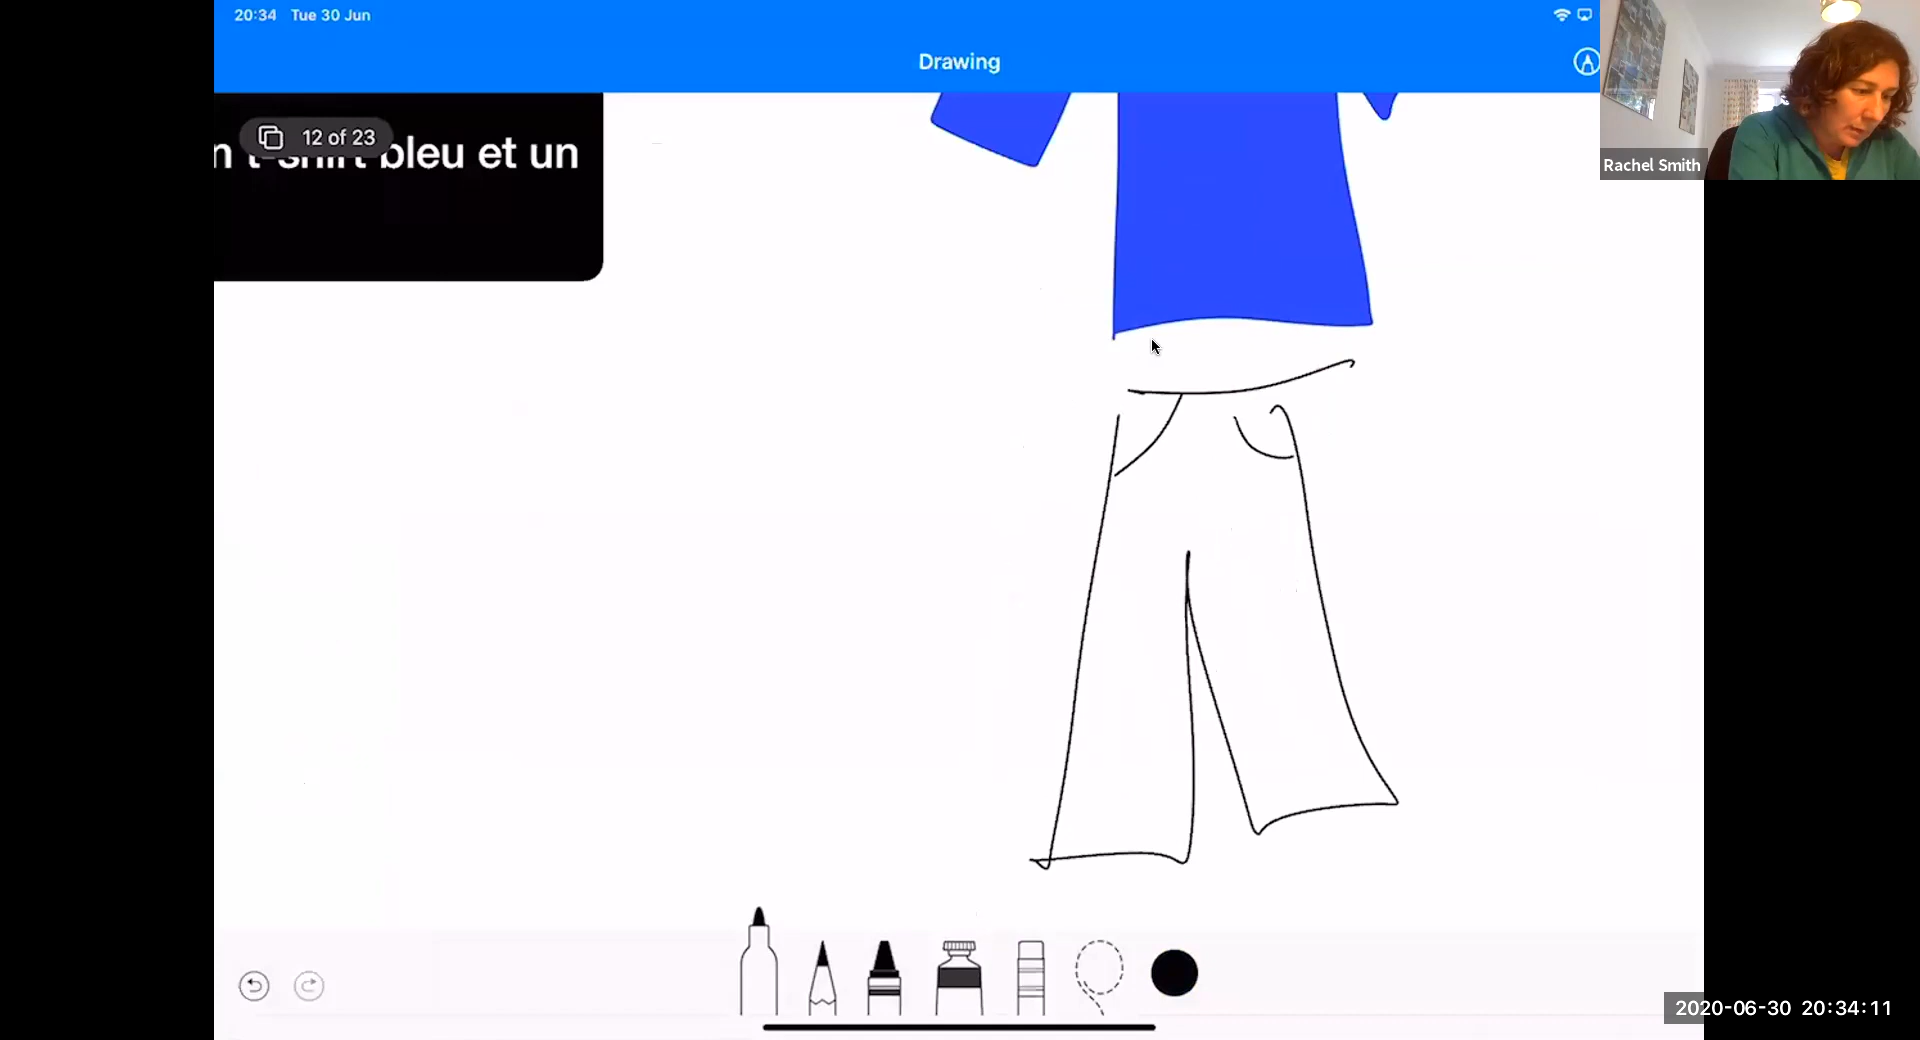 20:34 Tue 30 Jun
Drawing
12 of 23
n t-shirt bleu et un
Rachel Smith
2020-06-30 20:34:11